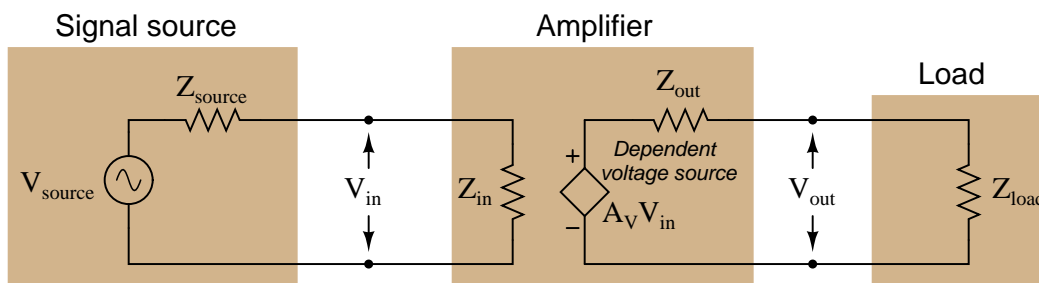 Signal source
Amplifier
Load
Zsource
Zout
Dependent
voltage source
+
Vsource
Vin
Zin
AVVin
−
Vout
Zload